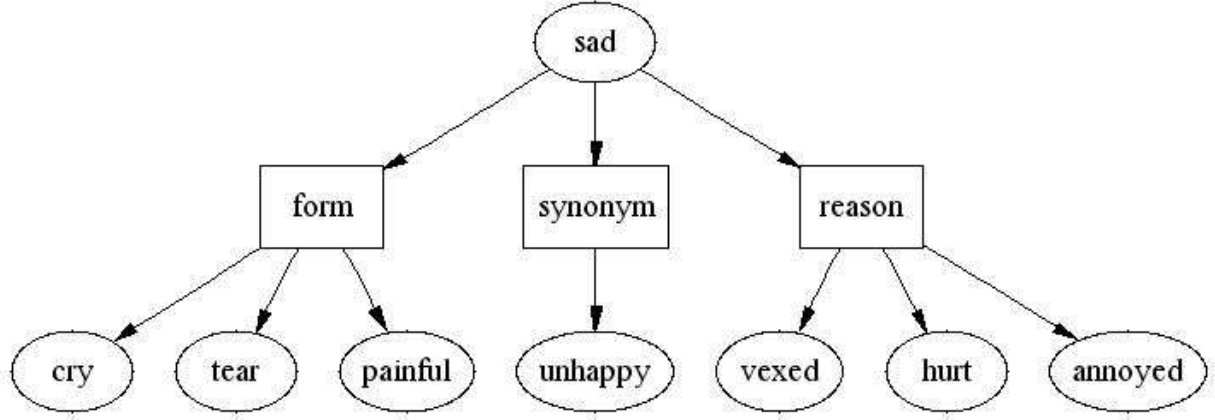 sad
form
synonym
reason
cry
tear
painful
unhappy
vexed
hurt
annoyed